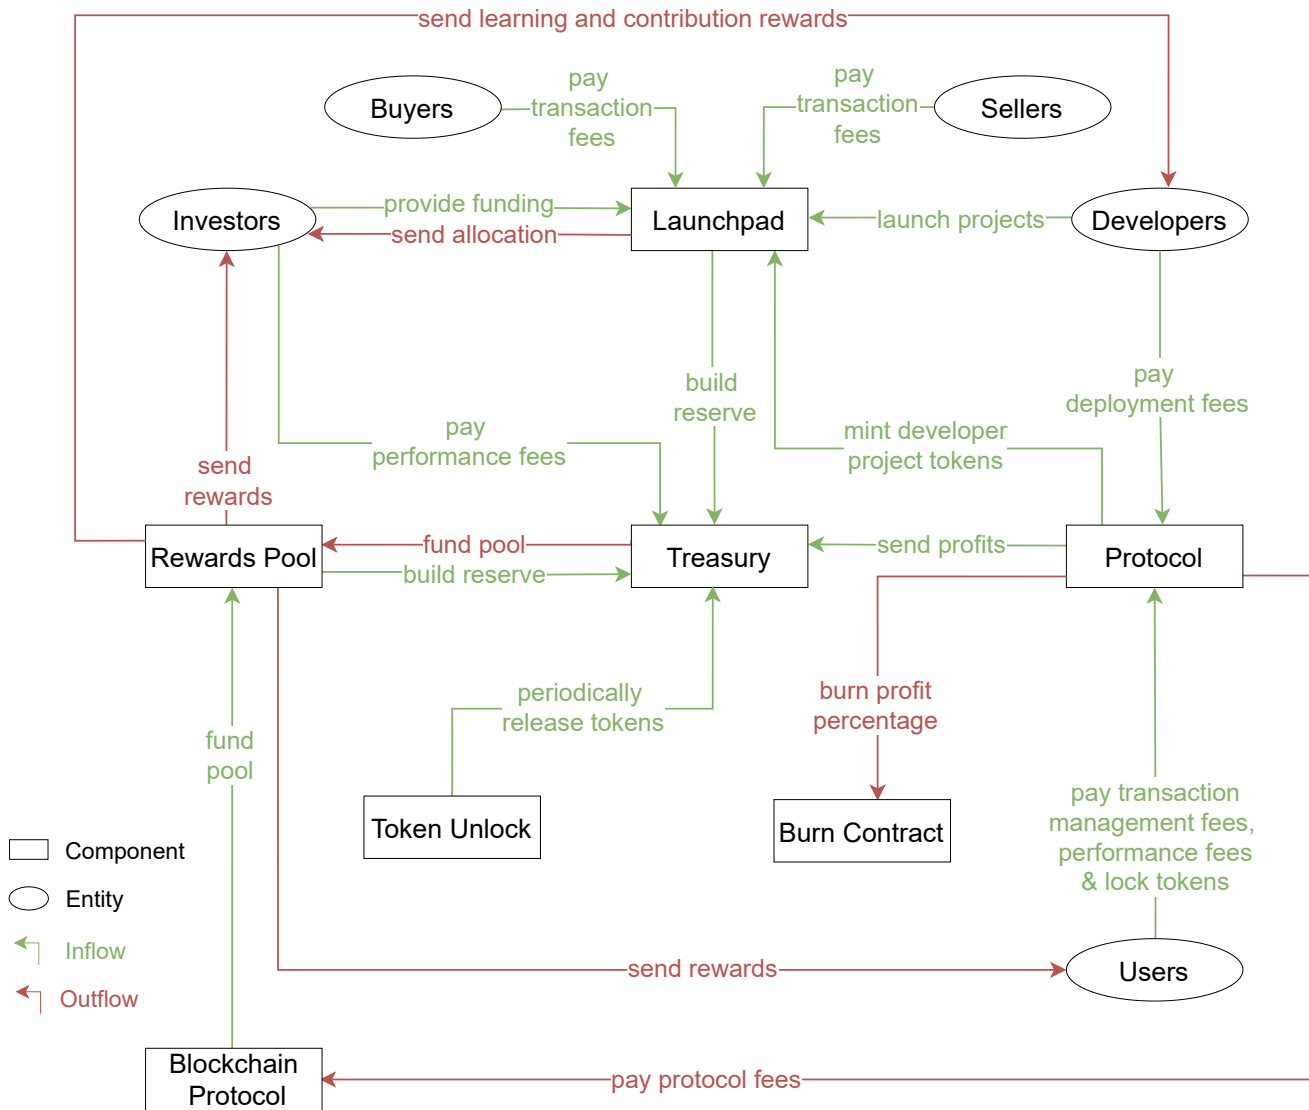 send learning and contribution rewards
Buyers
pay
transaction
fees
pay
transaction
fees
Sellers
Investors
provide funding
send allocation
Launchpad
launch projects
Developers
build
reserve
pay
deployment fees
pay
performance fees
mint developer
project tokens
send
rewards
Rewards Pool
fund pool
build reserve
Treasury
send profits
Protocol
periodically
release tokens
burn profit
percentage
fund
pool
Token Unlock
Burn Contract
pay transaction
management fees,
performance fees
& lock tokens
Component
Entity
Inflow
Outflow
send rewards
Users
Blockchain
Protocol
pay protocol fees